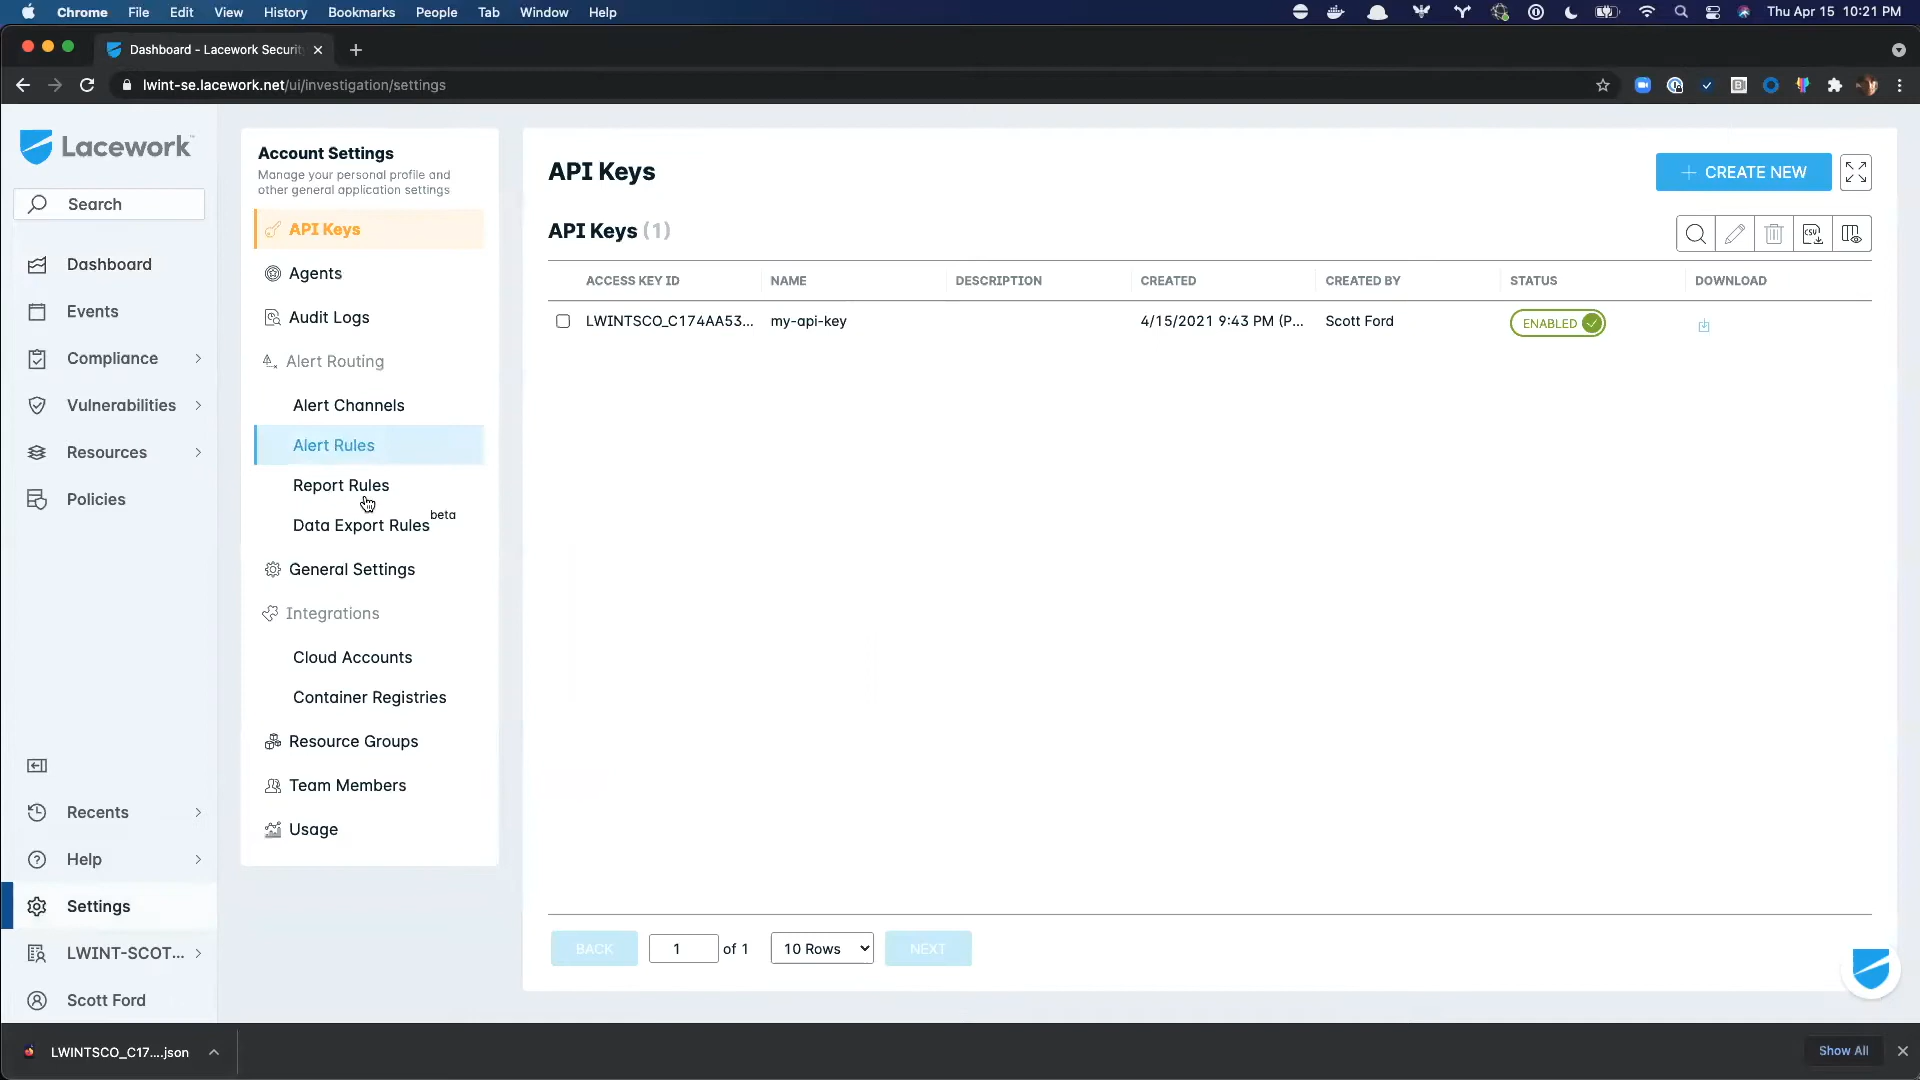 Chrome File Edit View History Bookmarks People Tab Window Help
Thu Apr 15 10:21 PM
Dashboard - Lacework Securit
lwint-se.lacework.net/ui/investigation/settings
Lacework
Search
Dashboard
Events
Compliance
Vulnerabilities
Resources
Policies
Recents
Help
Settings
LWINT-SCOT...
Scott Ford
Account Settings
Manage your personal profile and
other general application settings
API Keys
Agents
Audit Logs
Alert Routing
Alert Channels
Alert Rules
Report Rules
Data Export Rules beta
General Settings
Integrations
Cloud Accounts
Container Registries
Resource Groups
Team Members
Usage
API Keys
CREATE NEW
API Keys (1)
CSV
ACCESS KEY ID NAME DESCRIPTION CREATED CREATED BY STATUS DOWNLOAD
LWINTSCO_C174AA53... my-api-key 4/15/2021 9:43 PM (P... Scott Ford ENABLED
BACK 1 of 1 10 Rows NEXT
LWINTSCO_C17....json
Show All